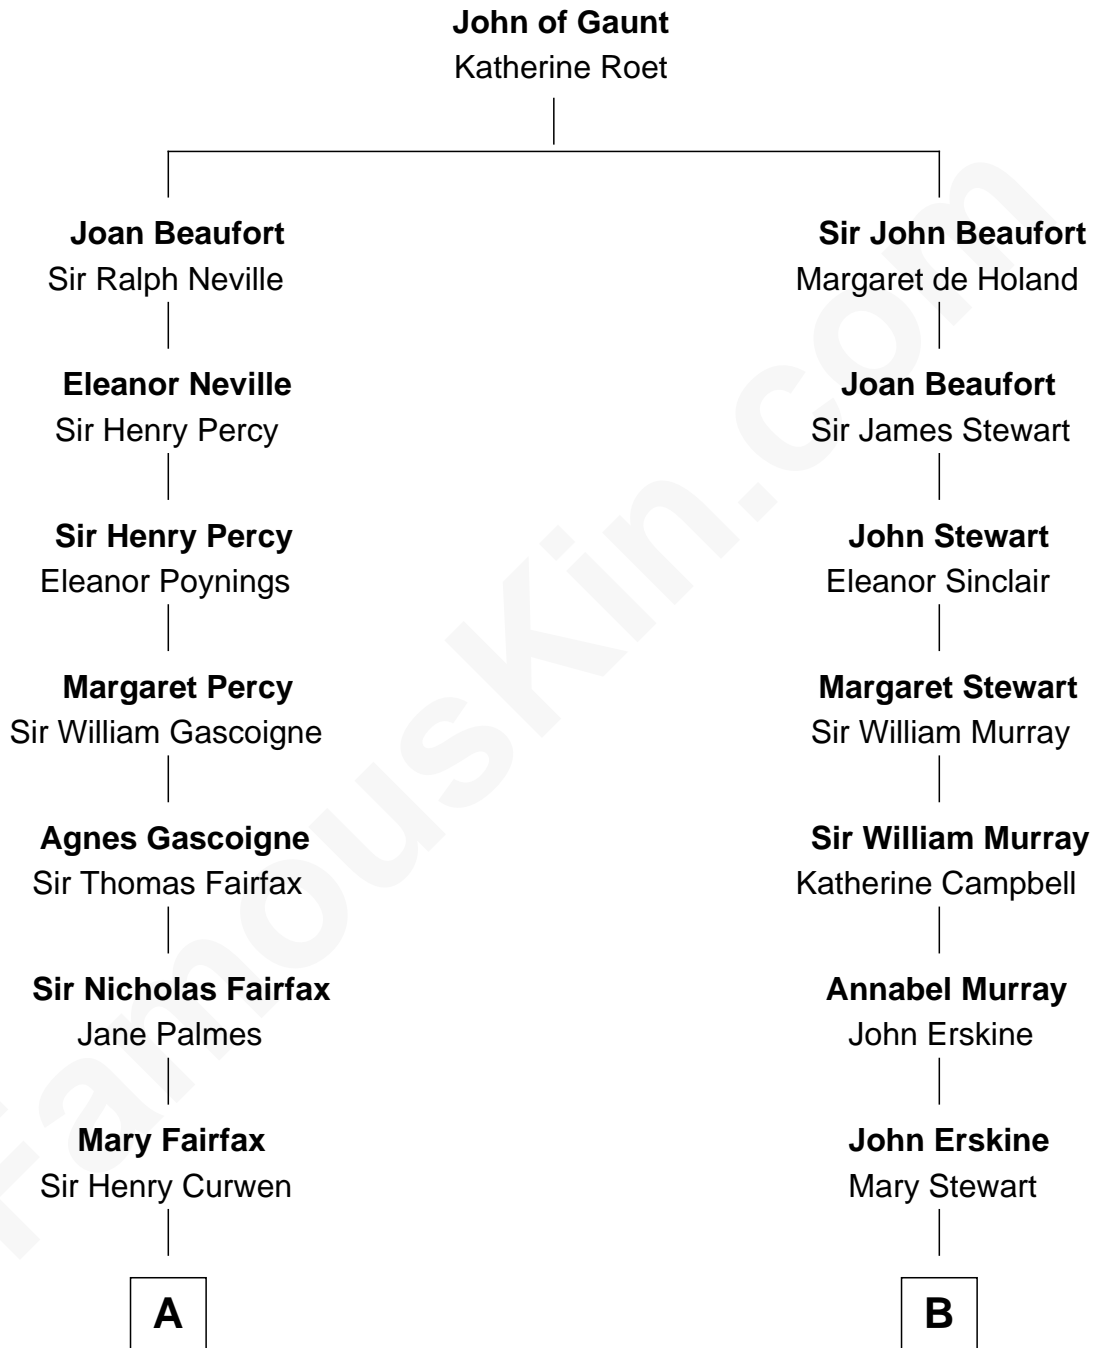 John of Gaunt
Katherine Roet
Joan Beaufort
Sir Ralph Neville
Sir John Beaufort
Margaret de Holand
Eleanor Neville
Sir Henry Percy
Joan Beaufort
Sir James Stewart
Sir Henry Percy
Eleanor Poynings
John Stewart
Eleanor Sinclair
Margaret Percy
Sir William Gascoigne
Margaret Stewart
Sir William Murray
Agnes Gascoigne
Sir Thomas Fairfax
Sir William Murray
Katherine Campbell
Sir Nicholas Fairfax
Jane Palmes
Annabel Murray
John Erskine
Mary Fairfax
Sir Henry Curwen
John Erskine
Mary Stewart
A
B
FamousKin.com